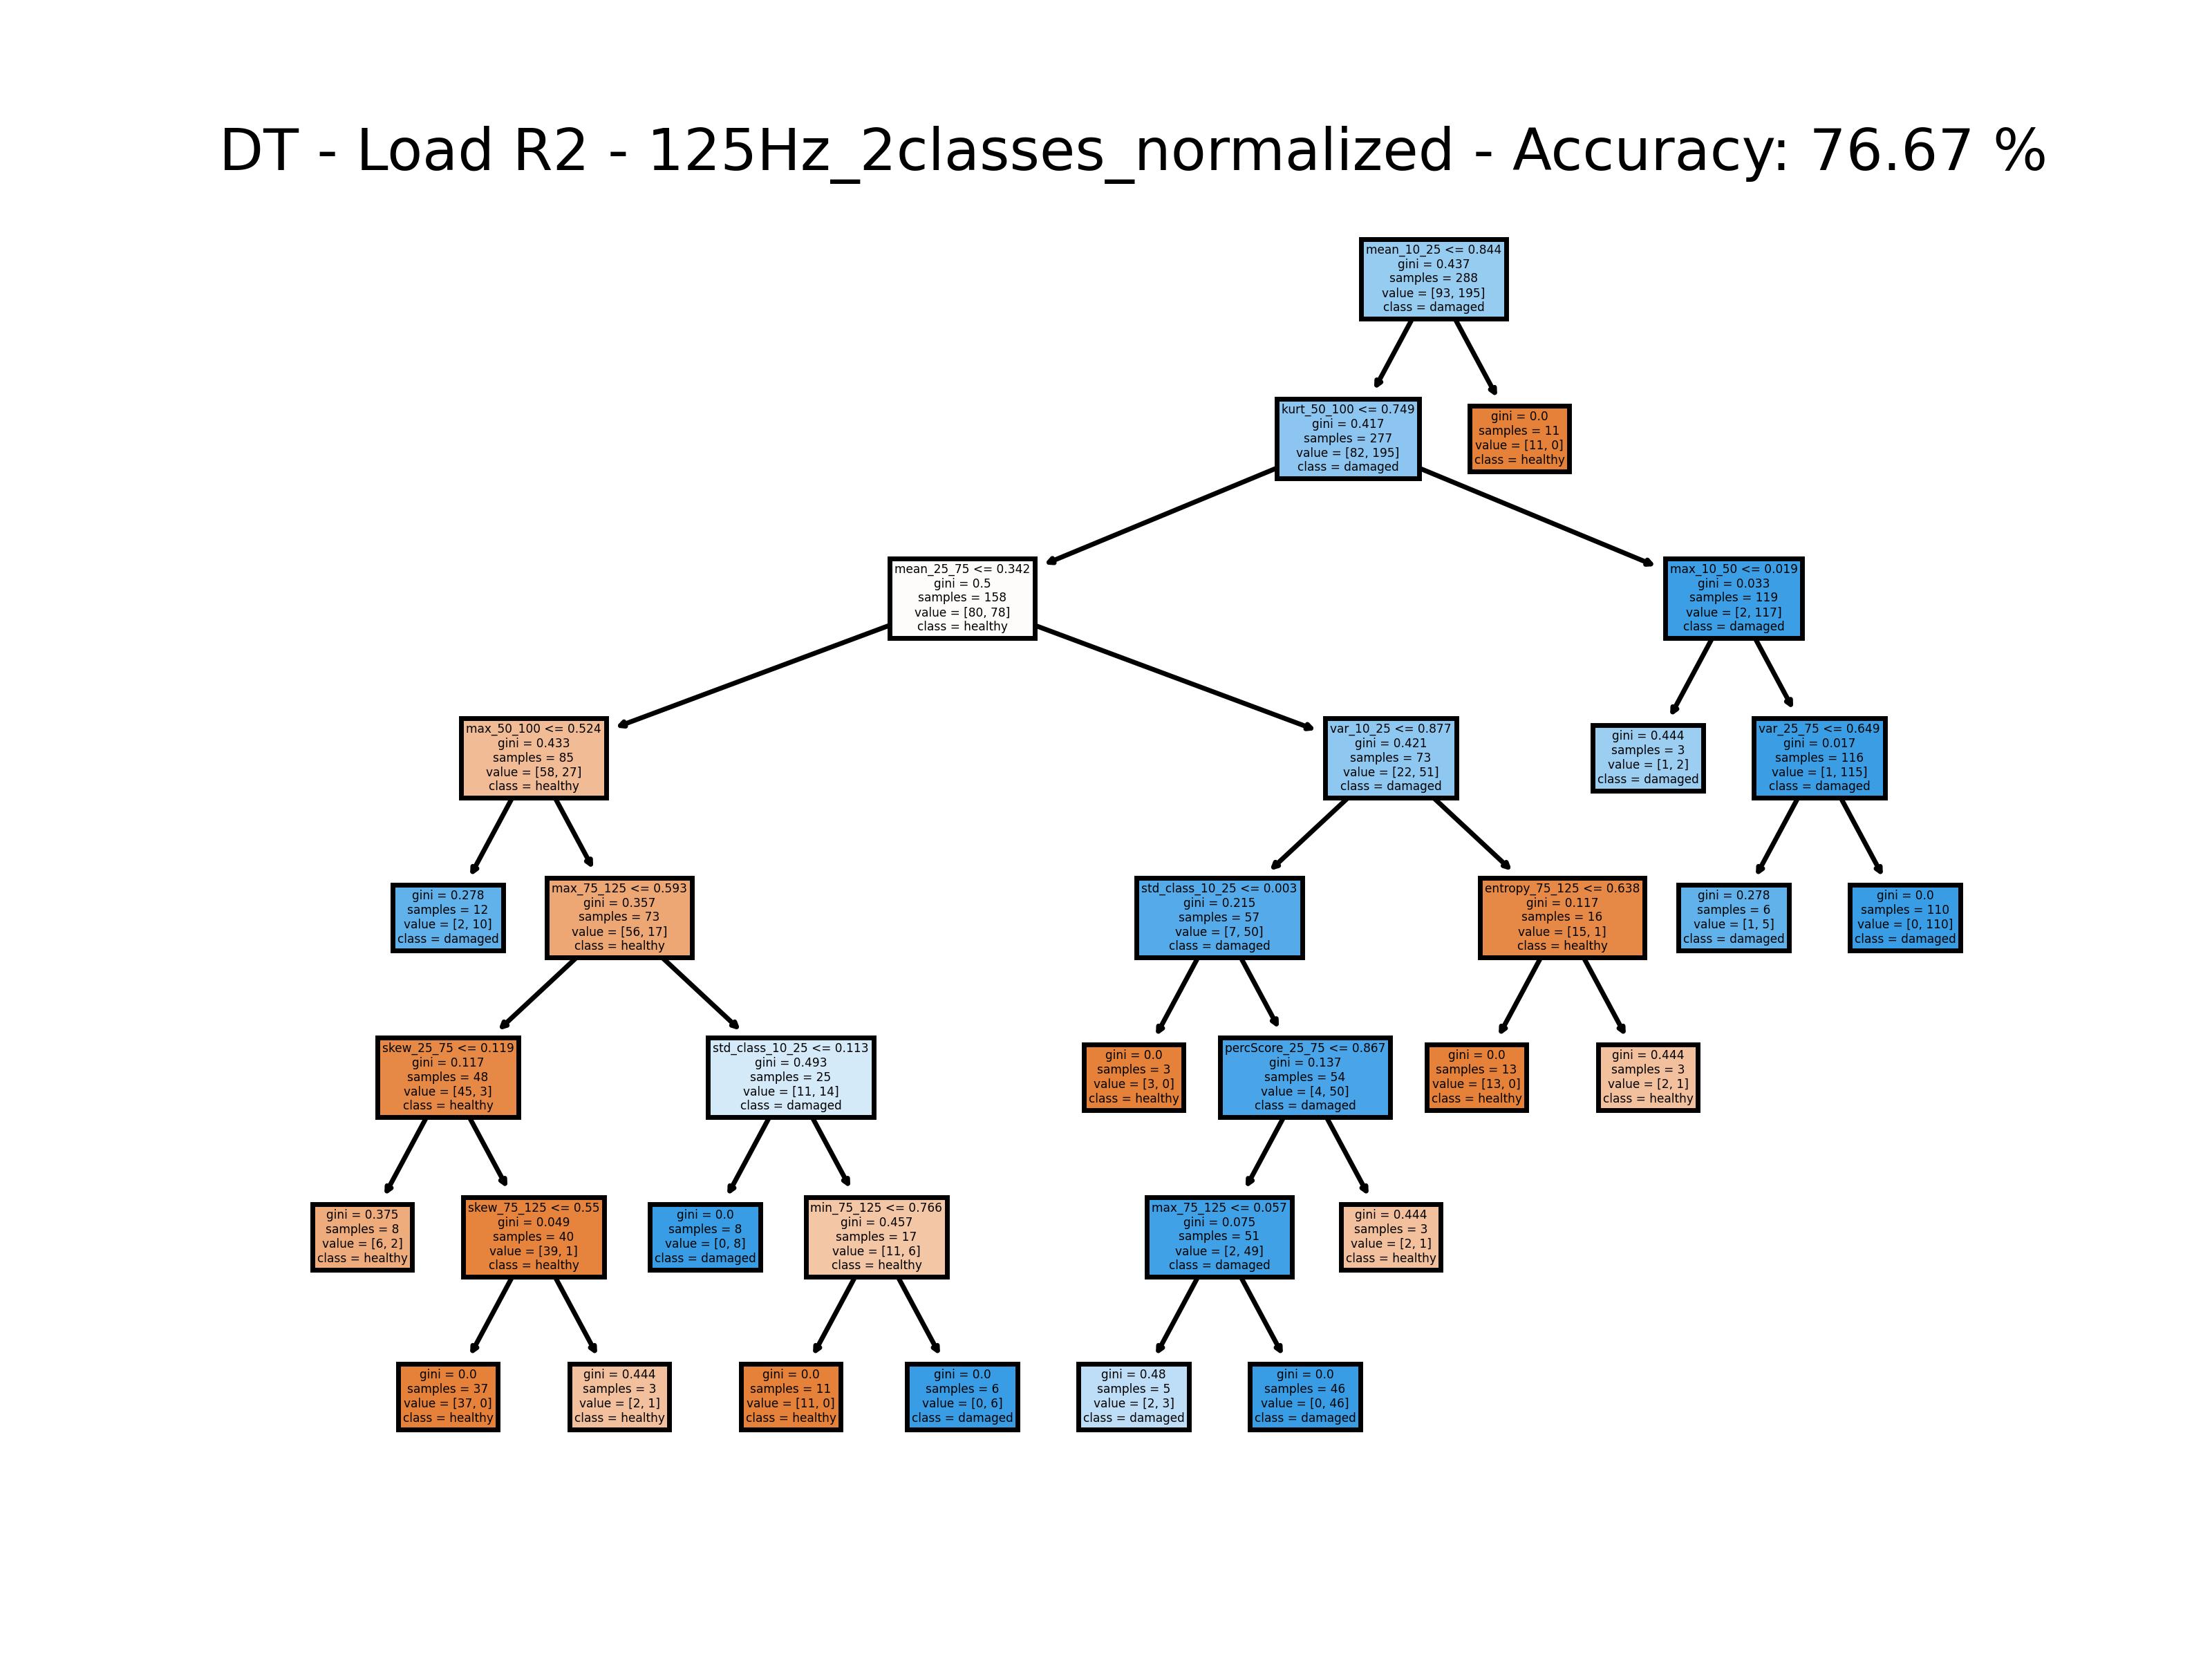 DT - Load R2 - 125Hz_2classes_normalized - Accuracy: 76.67 %
mean_10_25 <= 0.844
gini = 0.437
samples = 288
value = [93, 195]
class = damaged
kurt_50_100 <= 0.749
gini = 0.417
samples = 277
value = [82, 195]
class = damaged
gini = 0.0
samples = 11
value = [11, 0]
class = healthy
mean_25_75 <= 0.342
gini = 0.5
samples = 158
value = [80, 78]
class = healthy
max_10_50 <= 0.019
gini = 0.033
samples = 119
value = [2, 117]
class = damaged
max_50_100 <= 0.524
gini = 0.433
samples = 85
value = [58, 27]
class = healthy
var_10_25 <= 0.877
gini = 0.421
samples = 73
value = [22, 51]
class = damaged
gini = 0.444
samples = 3
value = [1, 2]
class = damaged
var_25_75 <= 0.649
gini = 0.017
samples = 116
value = [1, 115]
class = damaged
gini = 0.278
samples = 12
value = [2, 10]
class = damaged
max_75_125 <= 0.593
gini = 0.357
samples = 73
value = [56, 17]
class = healthy
std_class_10_25 <= 0.003
gini = 0.215
samples = 57
value = [7, 50]
class = damaged
entropy_75_125 <= 0.638
gini = 0.117
samples = 16
value = [15, 1]
class = healthy
gini = 0.278
samples = 6
value = [1, 5]
class = damaged
gini = 0.0
samples = 110
value = [0, 110]
class = damaged
skew_25_75 <= 0.119
gini = 0.117
samples = 48
value = [45, 3]
class = healthy
std_class_10_25 <= 0.113
gini = 0.493
samples = 25
value = [11, 14]
class = damaged
gini = 0.0
samples = 3
value = [3, 0]
class = healthy
percScore_25_75 <= 0.867
gini = 0.137
samples = 54
value = [4, 50]
class = damaged
gini = 0.0
samples = 13
value = [13, 0]
class = healthy
gini = 0.444
samples = 3
value = [2, 1]
class = healthy
gini = 0.375
samples = 8
value = [6, 2]
class = healthy
skew_75_125 <= 0.55
gini = 0.049
samples = 40
value = [39, 1]
class = healthy
gini = 0.0
samples = 8
value = [0, 8]
class = damaged
min_75_125 <= 0.766
gini = 0.457
samples = 17
value = [11, 6]
class = healthy
max_75_125 <= 0.057
gini = 0.075
samples = 51
value = [2, 49]
class = damaged
gini = 0.444
samples = 3
value = [2, 1]
class = healthy
gini = 0.0
samples = 37
value = [37, 0]
class = healthy
gini = 0.444
samples = 3
value = [2, 1]
class = healthy
gini = 0.0
samples = 11
value = [11, 0]
class = healthy
gini = 0.0
samples = 6
value = [0, 6]
class = damaged
gini = 0.48
samples = 5
value = [2, 3]
class = damaged
gini = 0.0
samples = 46
value = [0, 46]
class = damaged